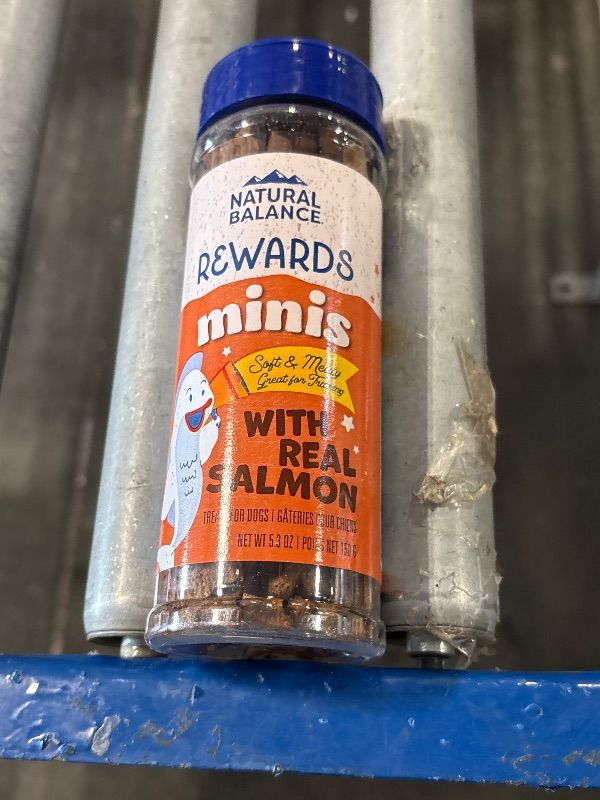 NATURAL
BALANCE
REWARDS
minis
Soft & Meaty
Great for Training
WITH
REAL
SALMON
TREATS FOR DOGS | GÂTERIES POUR CHIENS
NET WT 5.3 OZ | POIDS NET 150 G